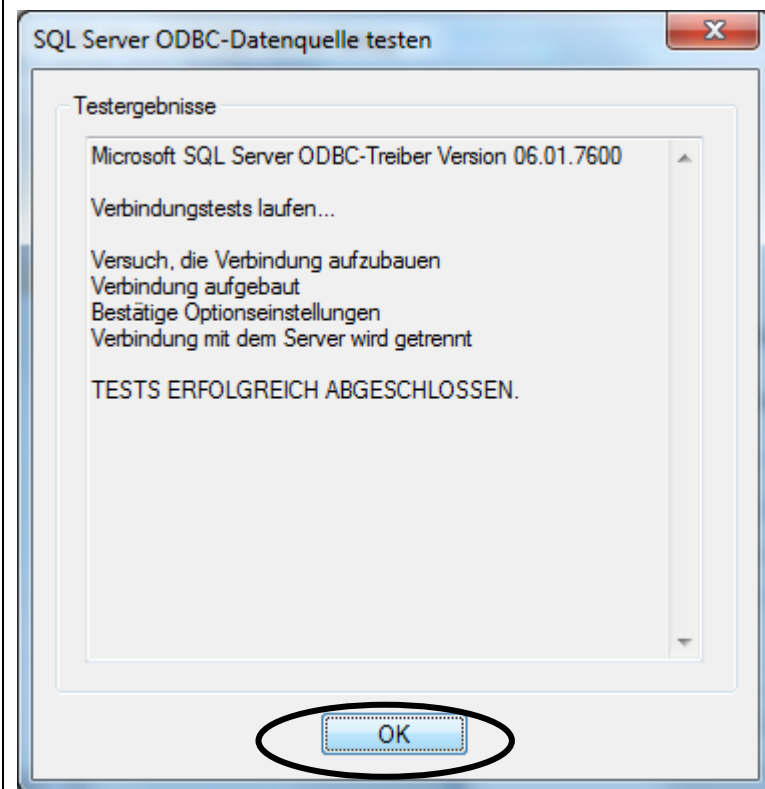 SQL Server ODBC-Datenquelle testen
Testergebnisse
Microsoft SQL Server ODBC-Treiber Version 06.01.7600
Verbindungstests laufen...
Versuch, die Verbindung aufzubauen
Verbindung aufgebaut
Bestätige Optionseinstellungen
Verbindung mit dem Server wird getrennt
TESTS ERFOLGREICH ABGESCHLOSSEN.
OK